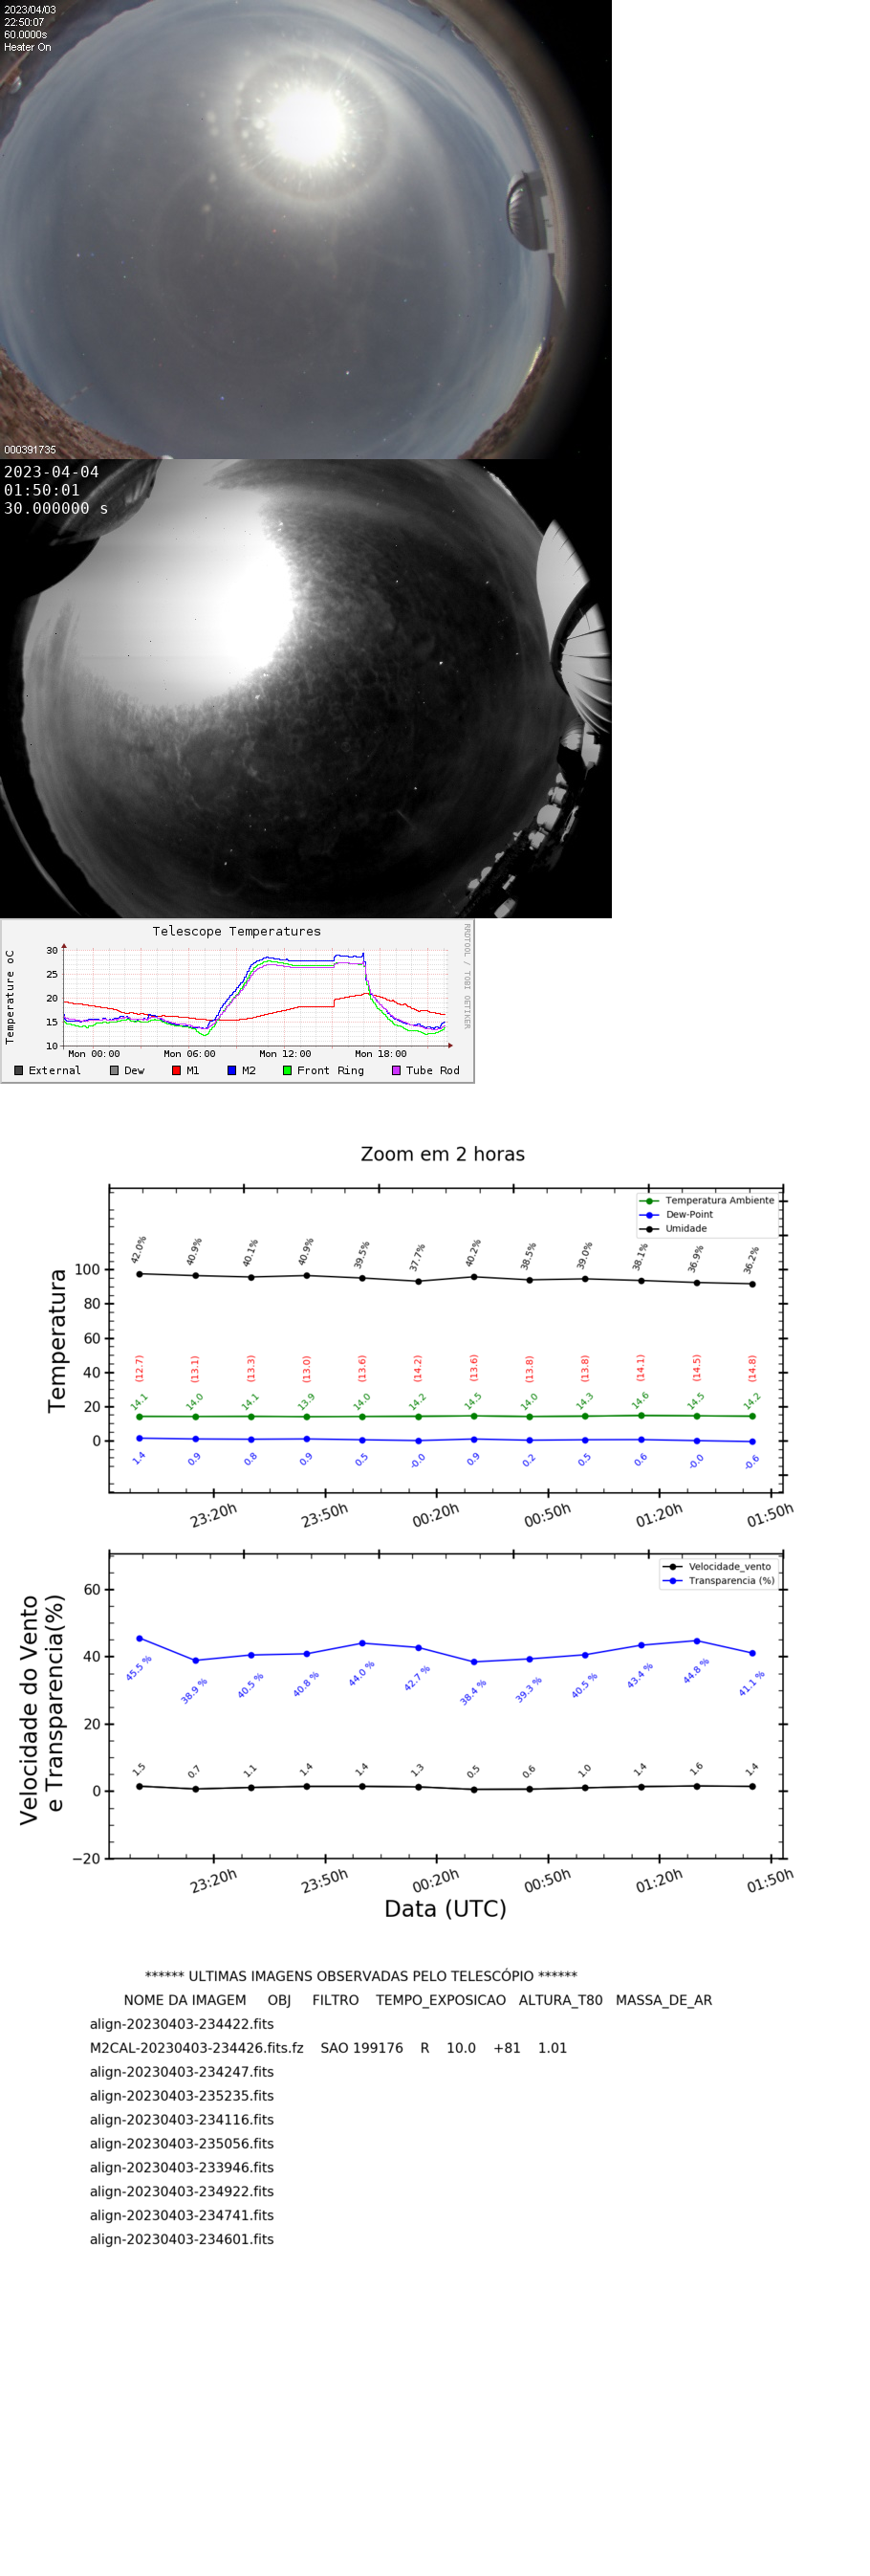 2023/04/03
22:50:07
60.0000s
Heater On
000391735
2023-04-04
01:50:01
30.000000 s
Telescope Temperatures
RRDTOOL / TOBI OETIKER
Temperature oC
30
25
20
15
10
Mon 00:00 Mon 06:00 Mon 12:00 Mon 18:00
External Dew M1 M2 Front Ring Tube Rod
Zoom em 2 horas
Temperatura Ambiente
Dew-Point
Umidade
Temperatura
100
80
60
40
20
0
42.0% 40.9% 40.1% 40.9% 39.5% 37.7% 40.2% 38.5% 39.0% 38.1% 36.9% 36.2%
(12.7) (13.1) (13.3) (13.0) (13.6) (14.2) (13.6) (13.8) (13.8) (14.1) (14.5) (14.8)
14.1 14.0 14.1 13.9 14.0 14.2 14.5 14.0 14.3 14.6 14.5 14.2
1.4 0.9 0.8 0.9 0.5 -0.0 0.9 0.2 0.5 0.6 -0.0 -0.6
23:20h 23:50h 00:20h 00:50h 01:20h 01:50h
Velocidade_vento
Transparencia (%)
Velocidade do Vento
e Transparencia(%)
60
40
20
0
−20
45.5 % 38.9 % 40.5 % 40.8 % 44.0 % 42.7 % 38.4 % 39.3 % 40.5 % 43.4 % 44.8 % 41.1 %
1.5 0.7 1.1 1.4 1.4 1.3 0.5 0.6 1.0 1.4 1.6 1.4
23:20h 23:50h 00:20h 00:50h 01:20h 01:50h
Data (UTC)
****** ULTIMAS IMAGENS OBSERVADAS PELO TELESCÓPIO ******
NOME DA IMAGEM OBJ FILTRO TEMPO_EXPOSICAO ALTURA_T80 MASSA_DE_AR
align-20230403-234422.fits
M2CAL-20230403-234426.fits.fz SAO 199176 R 10.0 +81 1.01
align-20230403-234247.fits
align-20230403-235235.fits
align-20230403-234116.fits
align-20230403-235056.fits
align-20230403-233946.fits
align-20230403-234922.fits
align-20230403-234741.fits
align-20230403-234601.fits